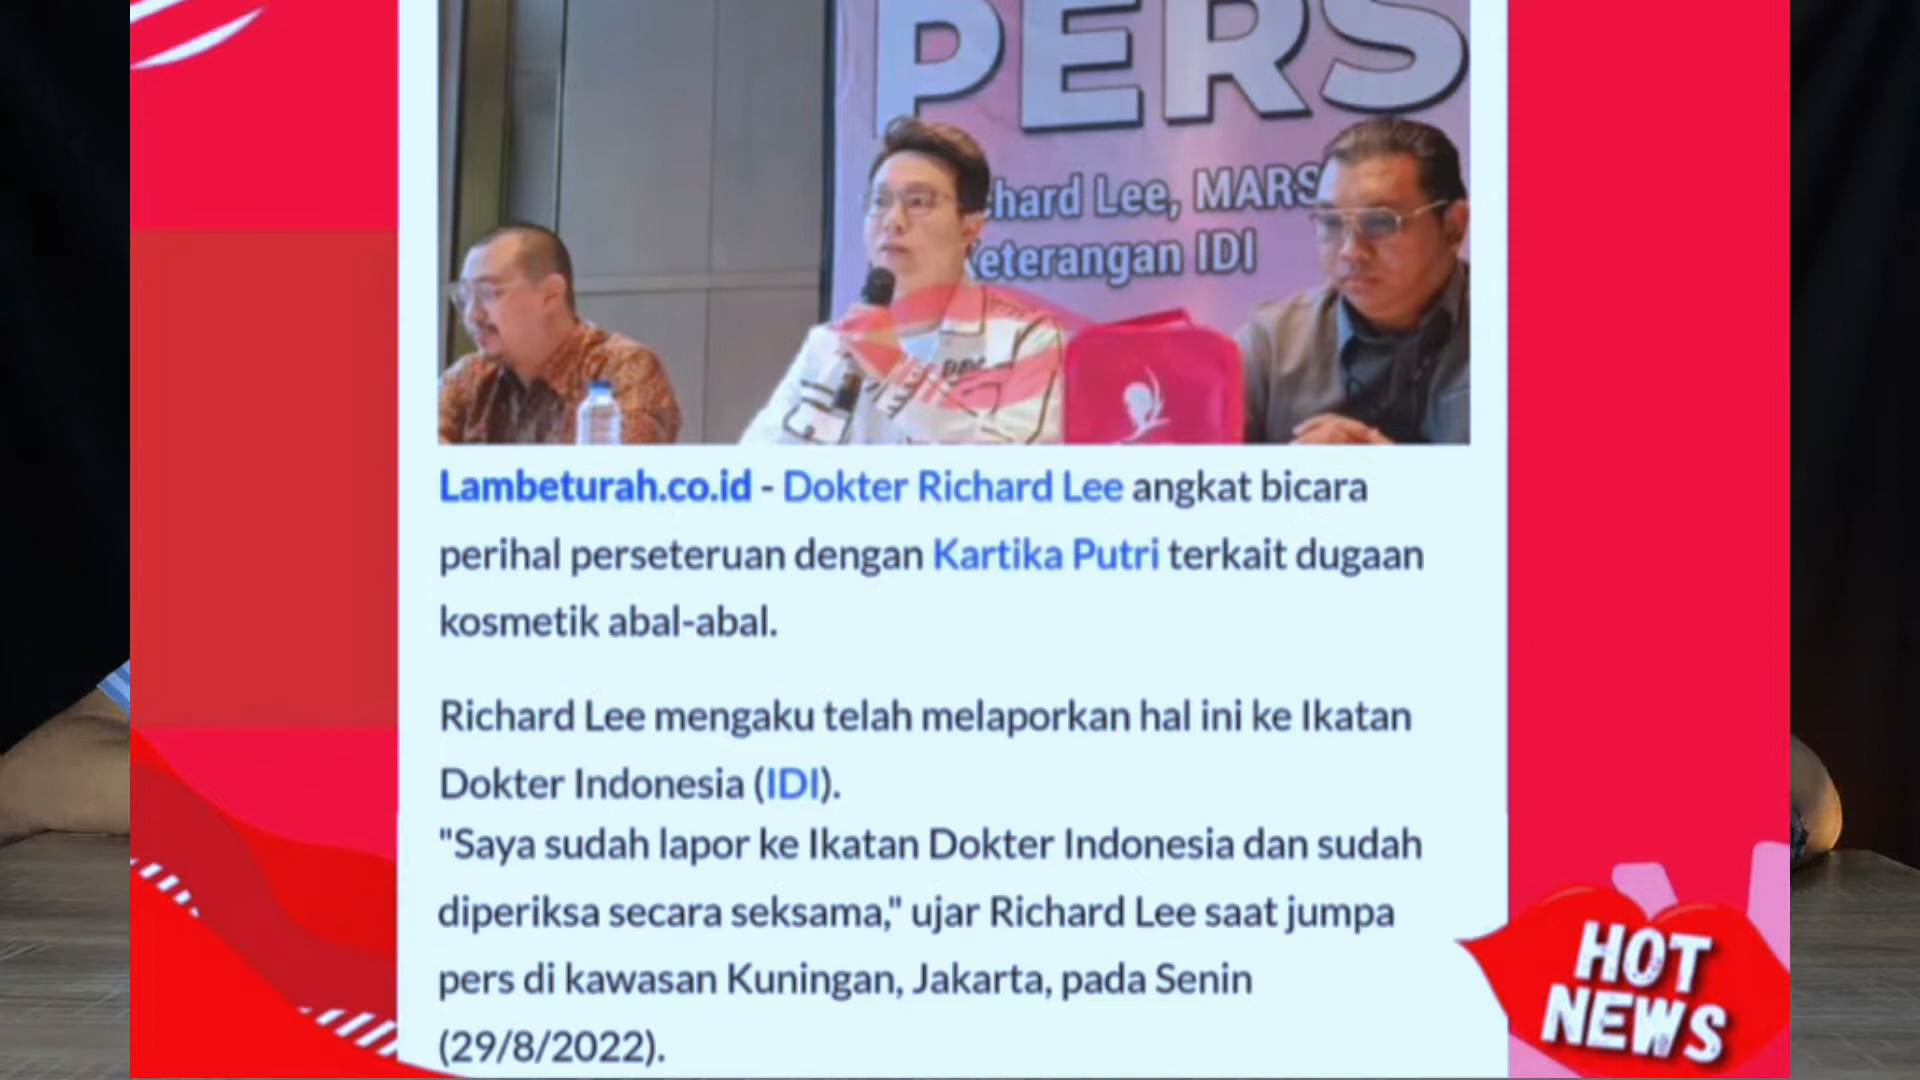 PERS
chard Lee, MARS
Keterangan IDI
Lambeturah.co.id - Dokter Richard Lee angkat bicara
perihal perseteruan dengan Kartika Putri terkait dugaan
kosmetik abal-abal.
Richard Lee mengaku telah melaporkan hal ini ke Ikatan
Dokter Indonesia (IDI).
"Saya sudah lapor ke Ikatan Dokter Indonesia dan sudah
diperiksa secara seksama," ujar Richard Lee saat jumpa
pers di kawasan Kuningan, Jakarta, pada Senin
(29/8/2022).
HOT
NEWS